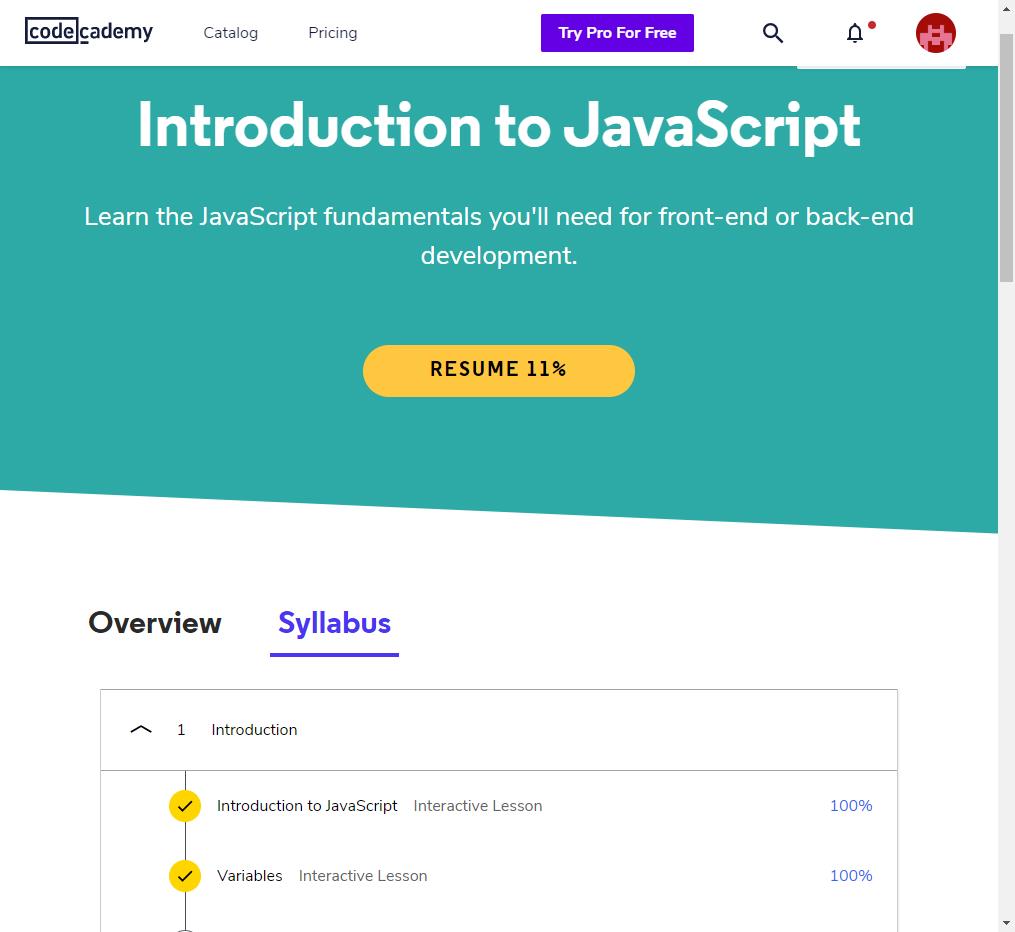 codecademy
Catalog
Pricing
Try Pro For Free
Introduction to JavaScript
Learn the JavaScript fundamentals you'll need for front-end or back-end
development.
RESUME 11%
Overview
Syllabus
1 Introduction
Introduction to JavaScript Interactive Lesson 100%
Variables Interactive Lesson 100%